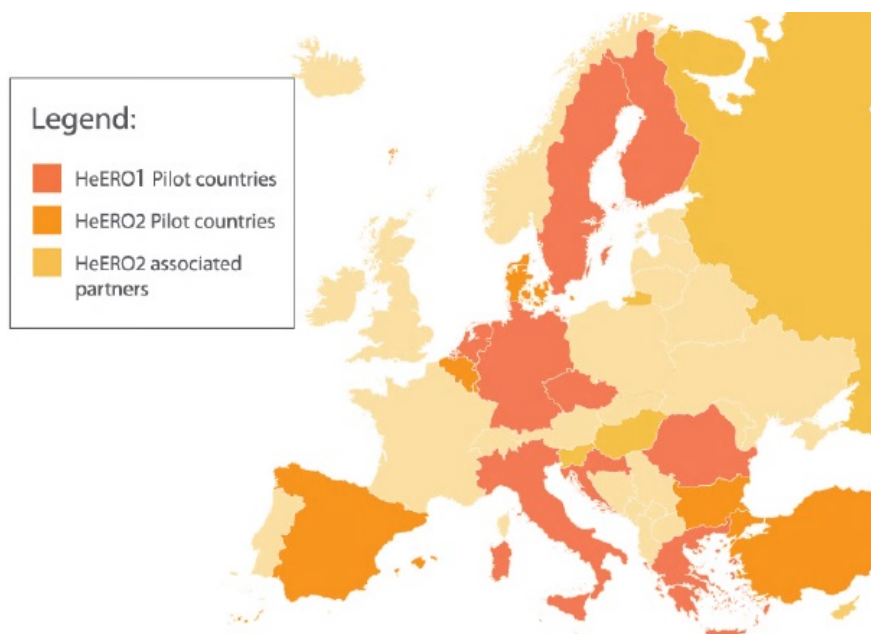 Legend:
HeERO1 Pilot countries
HeERO2 Pilot countries
HeERO2 associated
partners